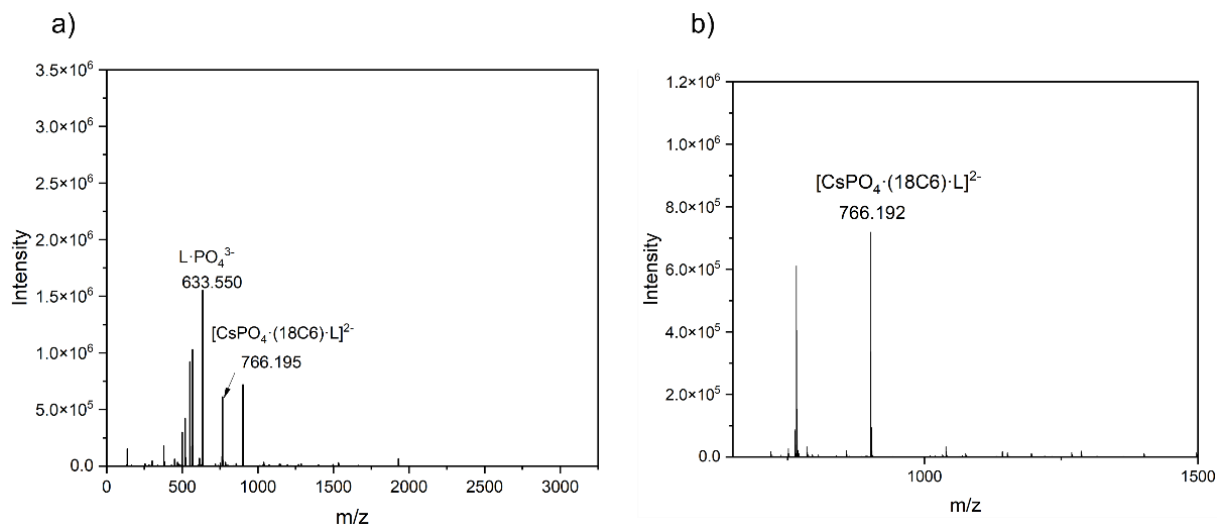 a)
3.5×10⁶
3.0×10⁶
2.5×10⁶
2.0×10⁶
1.5×10⁶
1.0×10⁶
5.0×10⁵
0.0
Intensity
L·PO₄³⁻
633.550
[CsPO₄·(18C6)·L]²⁻
766.195
0 500 1000 1500 2000 2500 3000
m/z
b)
1.2×10⁶
1.0×10⁶
8.0×10⁵
6.0×10⁵
4.0×10⁵
2.0×10⁵
0.0
Intensity
[CsPO₄·(18C6)·L]²⁻
766.192
1000 1500
m/z